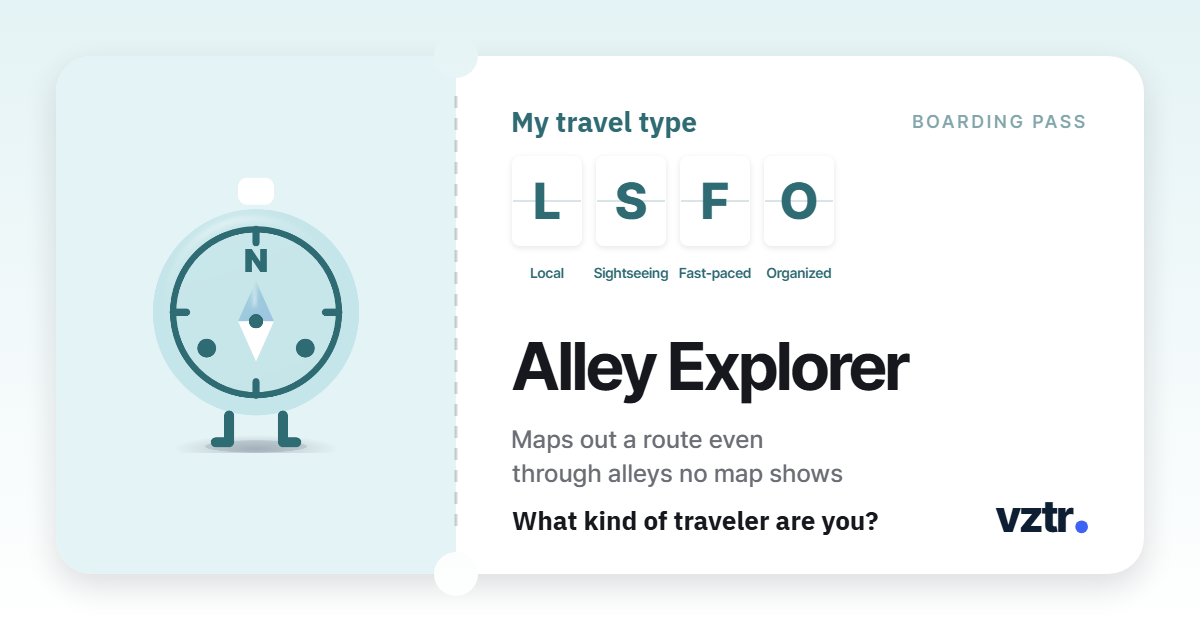 N
My travel type
BOARDING PASS
L S F O
Local Sightseeing Fast-paced Organized
Alley Explorer
Maps out a route even
through alleys no map shows
What kind of traveler are you?
vztr.